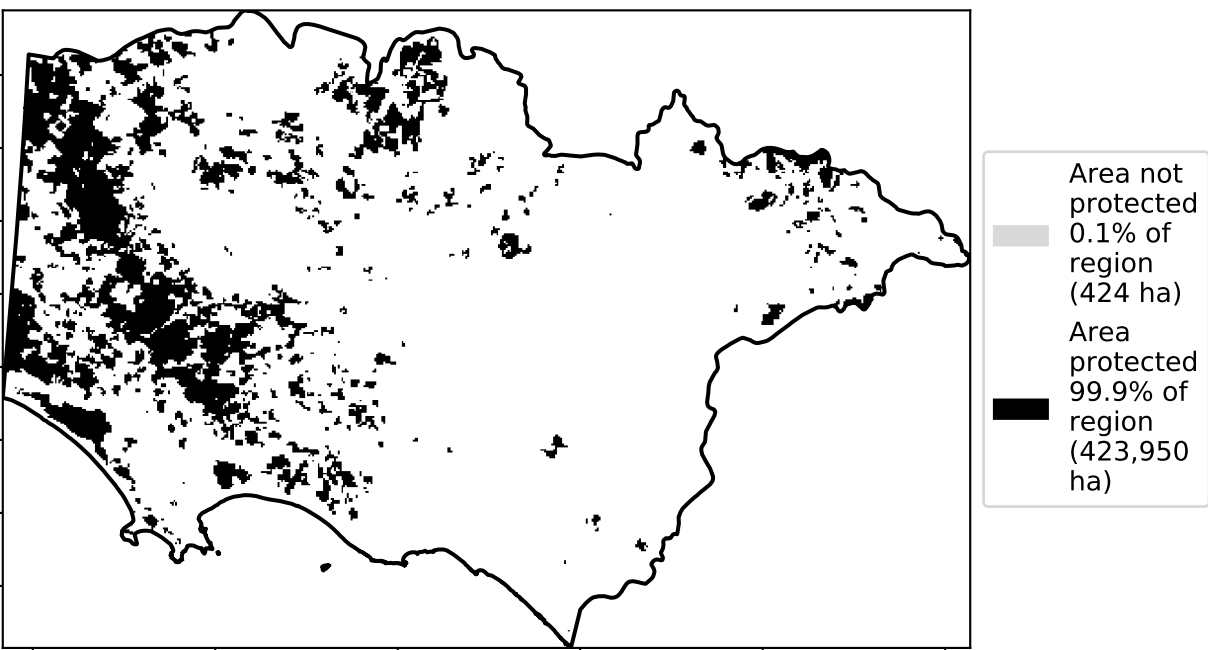 Area not
protected
0.1% of
region
(424 ha)
Area
protected
99.9% of
region
(423,950
ha)